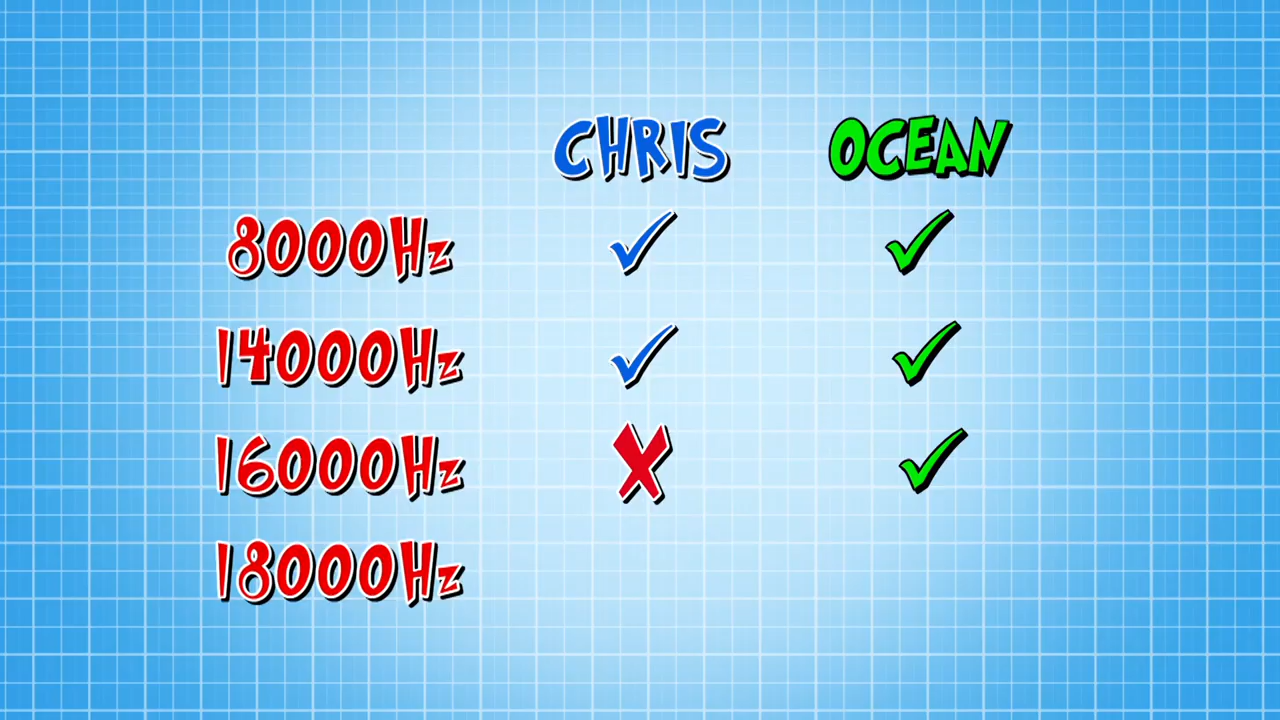 CHRIS OCEAN
8000Hz ✓ ✓
14000Hz ✓ ✓
16000Hz X ✓
18000Hz